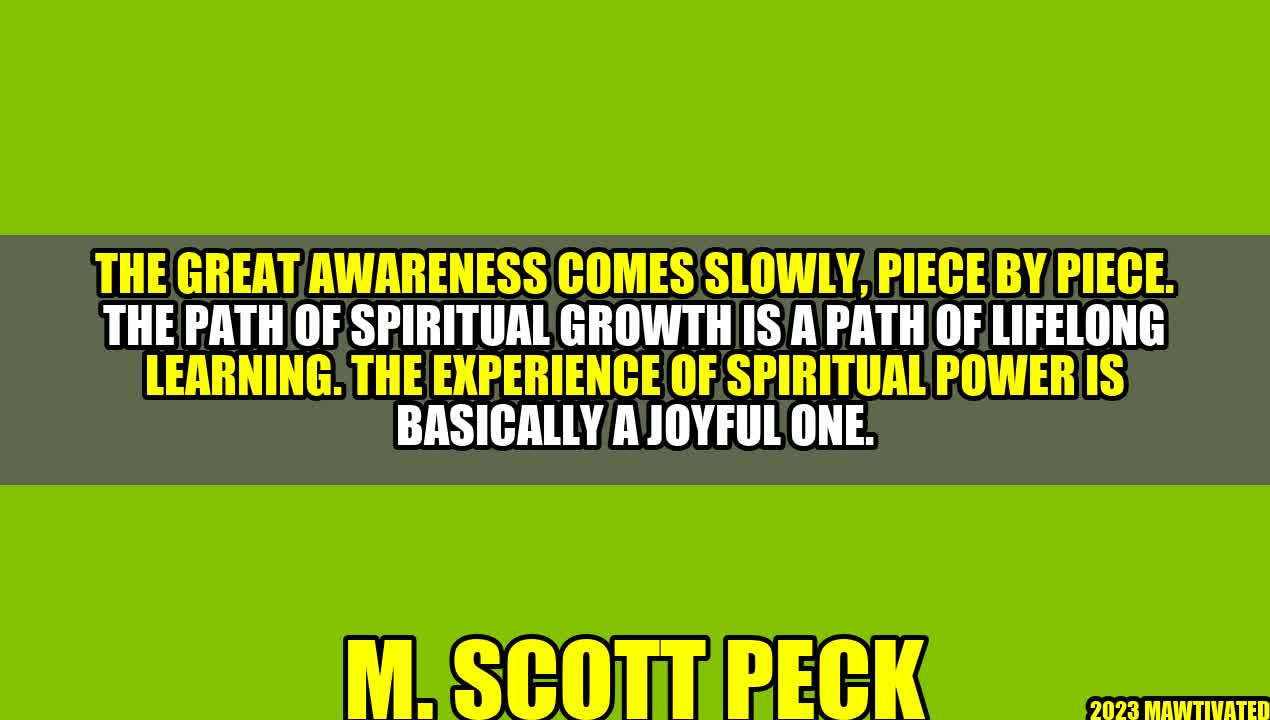 THE GREAT AWARENESS COMES SLOWLY, PIECE BY PIECE.
THE PATH OF SPIRITUAL GROWTH IS A PATH OF LIFELONG
LEARNING. THE EXPERIENCE OF SPIRITUAL POWER IS
BASICALLY A JOYFUL ONE.
M. SCOTT PECK
2023 MAWTIVATED